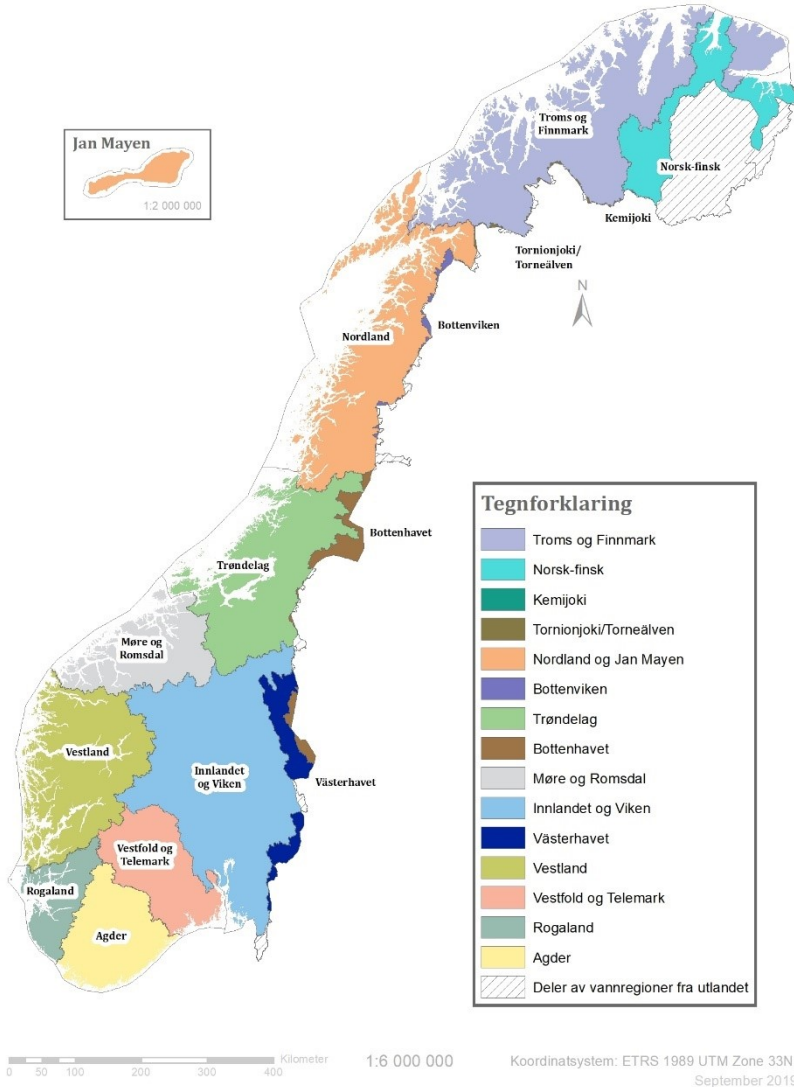 Jan Mayen
1:2 000 000
Troms og
Finnmark
Norsk-finsk
Kemijoki
Tornionjoki/
Torneälven
N
Nordland
Bottenviken
Bottenhavet
Trøndelag
Møre og
Romsdal
Vestland
Innlandet
og Viken
Västerhavet
Vestfold og
Telemark
Rogaland
Agder
Tegnforklaring
Troms og Finnmark
Norsk-finsk
Kemijoki
Tornionjoki/Torneälven
Nordland og Jan Mayen
Bottenviken
Trøndelag
Bottenhavet
Møre og Romsdal
Innlandet og Viken
Västerhavet
Vestland
Vestfold og Telemark
Rogaland
Agder
Deler av vannregioner fra utlandet
Kilometer
0 50 100 200 300 400
1:6 000 000
Koordinatsystem: ETRS 1989 UTM Zone 33N
September 2019